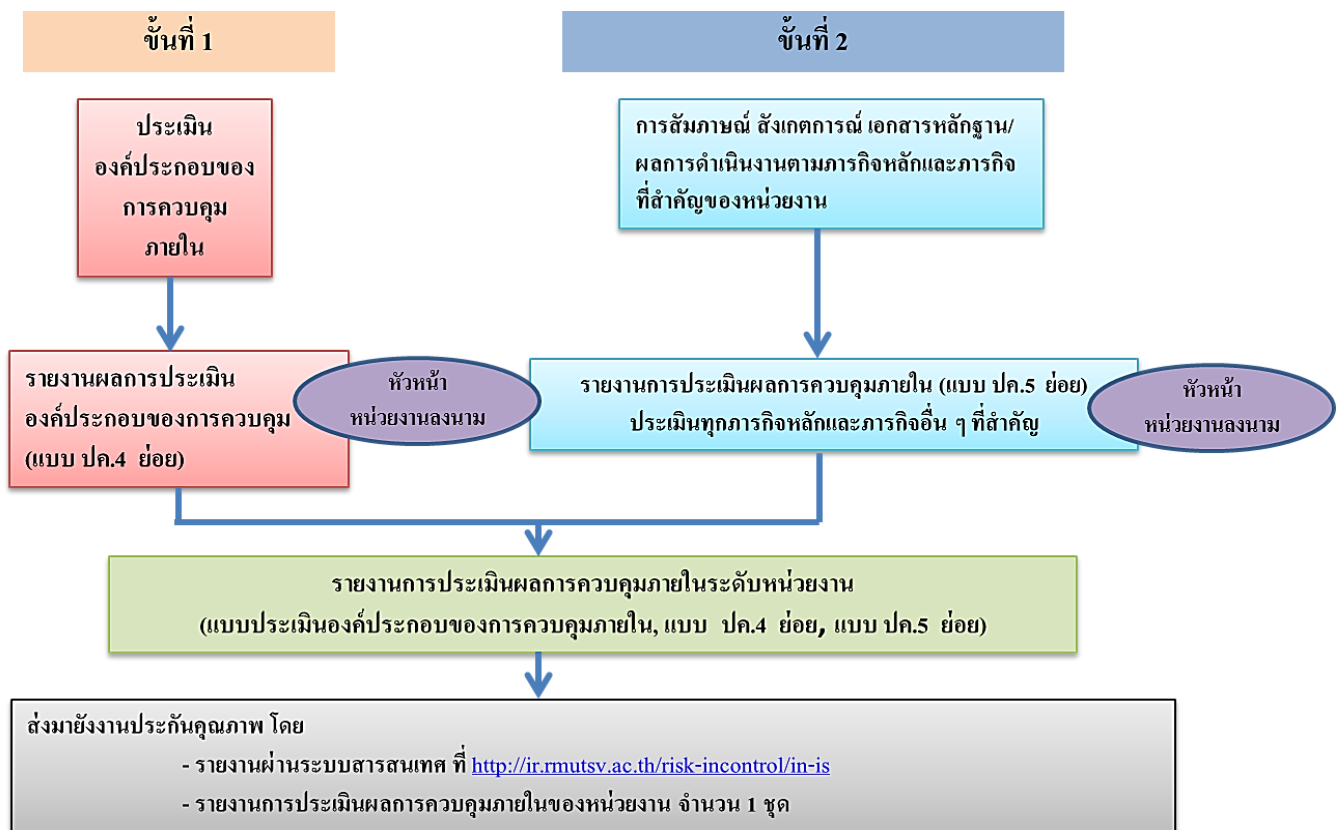 ขั้นที่ 1
ขั้นที่ 2
ประเมิน
องค์ประกอบของ
การควบคุม
ภายใน
การสัมภาษณ์ สังเกตการณ์ เอกสารหลักฐาน/
ผลการดำเนินงานตามภารกิจหลักและภารกิจ
ที่สำคัญของหน่วยงาน
รายงานผลการประเมิน
องค์ประกอบของการควบคุม
(แบบ ปค.4 ย่อย)
หัวหน้า
หน่วยงานลงนาม
รายงานการประเมินผลการควบคุมภายใน (แบบ ปค.5 ย่อย)
ประเมินทุกภารกิจหลักและภารกิจอื่น ๆ ที่สำคัญ
หัวหน้า
หน่วยงานลงนาม
รายงานการประเมินผลการควบคุมภายในระดับหน่วยงาน
(แบบประเมินองค์ประกอบของการควบคุมภายใน, แบบ ปค.4 ย่อย, แบบ ปค.5 ย่อย)
ส่งมายังงานประกันคุณภาพ โดย
- รายงานผ่านระบบสารสนเทศ ที่ http://ir.rmutsv.ac.th/risk-incontrol/in-is
- รายงานการประเมินผลการควบคุมภายในของหน่วยงาน จำนวน 1 ชุด